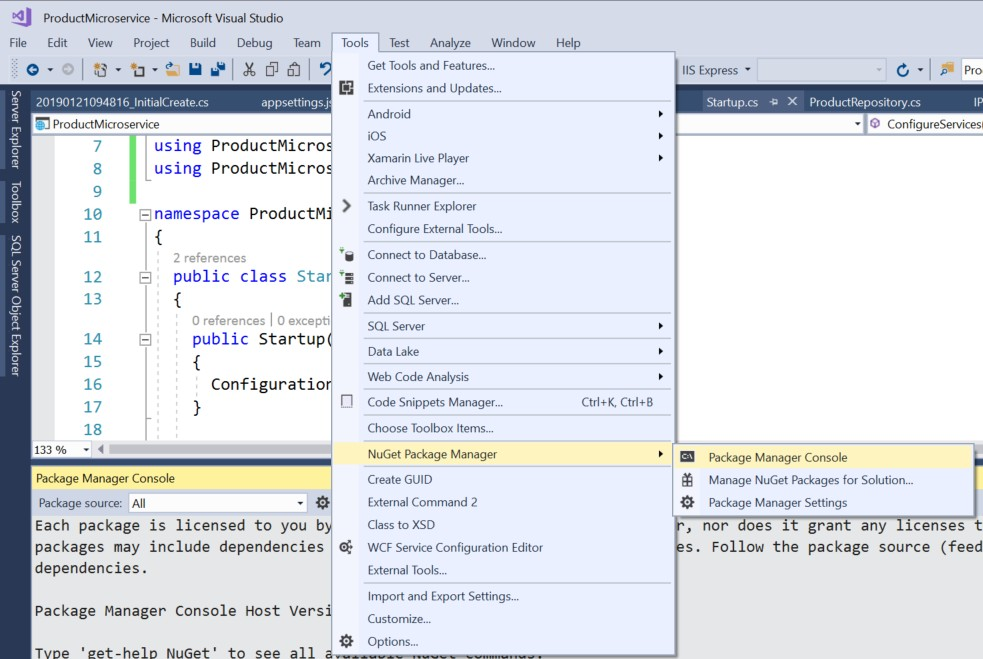 ProductMicroservice - Microsoft Visual Studio
File Edit View Project Build Debug Team Tools Test Analyze Window Help
IIS Express
Server Explorer
Toolbox
SQL Server Object Explorer
20190121094816_InitialCreate.cs appsettings.js Startup.cs ProductRepository.cs IP
ProductMicroservice ConfigureServices(
7 using ProductMicros
8 using ProductMicros
9
10 namespace ProductMi
11 {
2 references
12 public class Star
13 {
0 references | 0 excepti
14 public Startup(
15 {
16 Configuration
17 }
18
133 %
Get Tools and Features...
Extensions and Updates...
Android
iOS
Xamarin Live Player
Archive Manager...
Task Runner Explorer
Configure External Tools...
Connect to Database...
Connect to Server...
Add SQL Server...
SQL Server
Data Lake
Web Code Analysis
Code Snippets Manager... Ctrl+K, Ctrl+B
Choose Toolbox Items...
NuGet Package Manager
Create GUID
External Command 2
Class to XSD
WCF Service Configuration Editor
External Tools...
Import and Export Settings...
Customize...
Options...
Package Manager Console
Manage NuGet Packages for Solution...
Package Manager Settings
Package Manager Console
Package source: All
Each package is licensed to you by r, nor does it grant any licenses t
packages may include dependencies es. Follow the package source (feed
dependencies.
Package Manager Console Host Versi
Type 'get-help NuGet' to see all available NuGet commands.